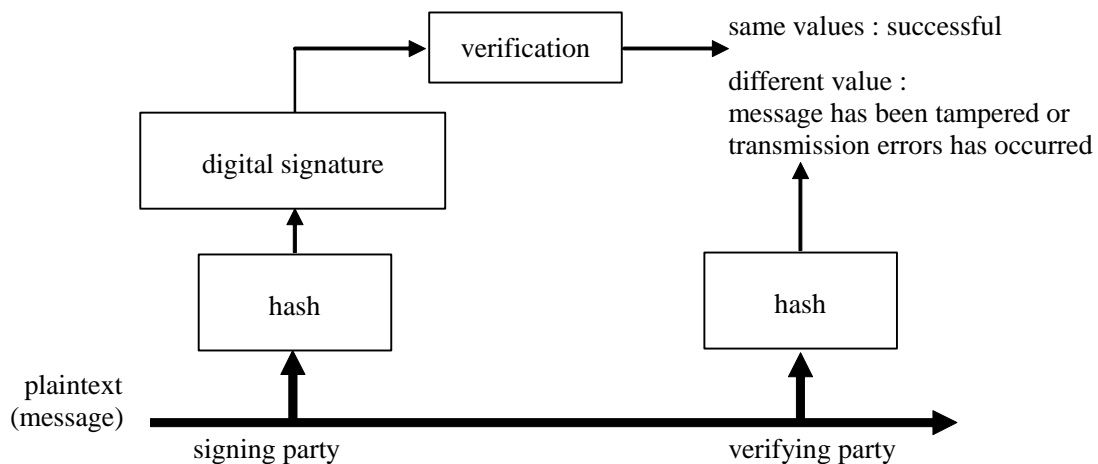 verification
same values : successful
different value :
message has been tampered or
transmission errors has occurred
digital signature
hash
hash
plaintext
(message)
signing party
verifying party